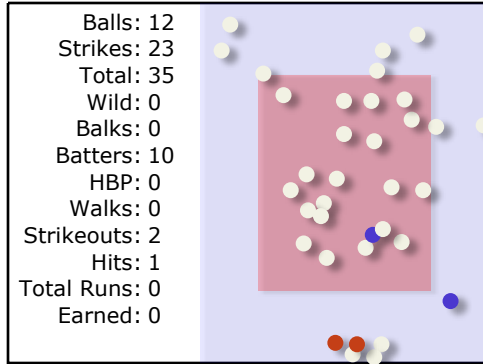 Balls: 12
Strikes: 23
Total: 35
Wild: 0
Balks: 0
Batters: 10
HBP: 0
Walks: 0
Strikeouts: 2
Hits: 1
Total Runs: 0
Earned: 0